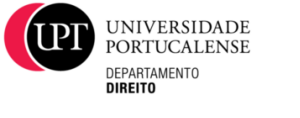 UPT
UNIVERSIDADE
PORTUCALENSE
DEPARTAMENTO
DIREITO